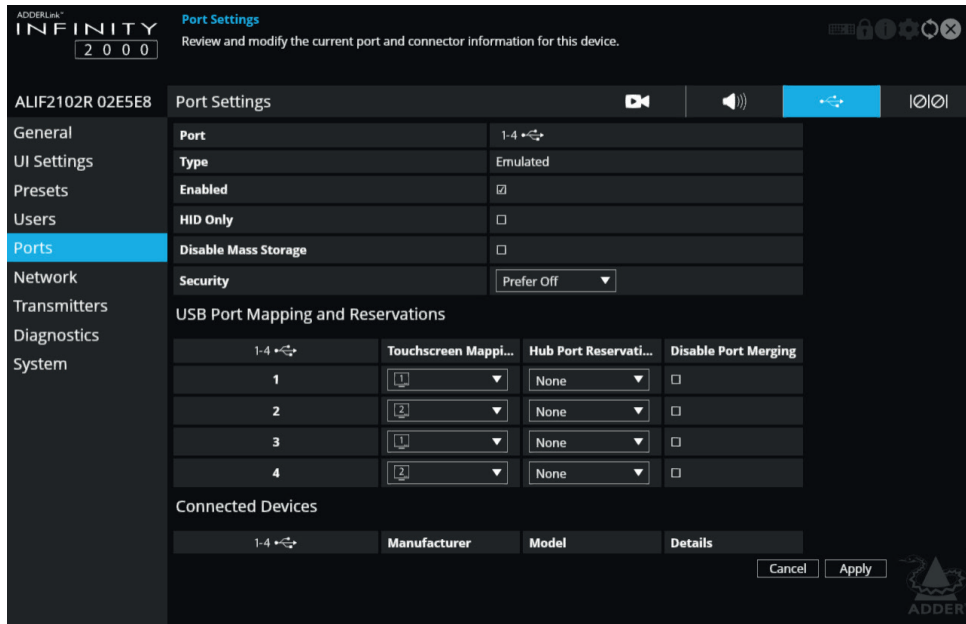 ADDERLink™
INFINITY
2000
Port Settings
Review and modify the current port and connector information for this device.
ALIF2102R 02E5E8
General
UI Settings
Presets
Users
Ports
Network
Transmitters
Diagnostics
System
Port Settings
|O|O|
Port 1-4
Type Emulated
Enabled
HID Only
Disable Mass Storage
Security Prefer Off
USB Port Mapping and Reservations
1-4 Touchscreen Mappi... Hub Port Reservati... Disable Port Merging
1 1 None
2 2 None
3 1 None
4 2 None
Connected Devices
1-4 Manufacturer Model Details
Cancel Apply
ADDER